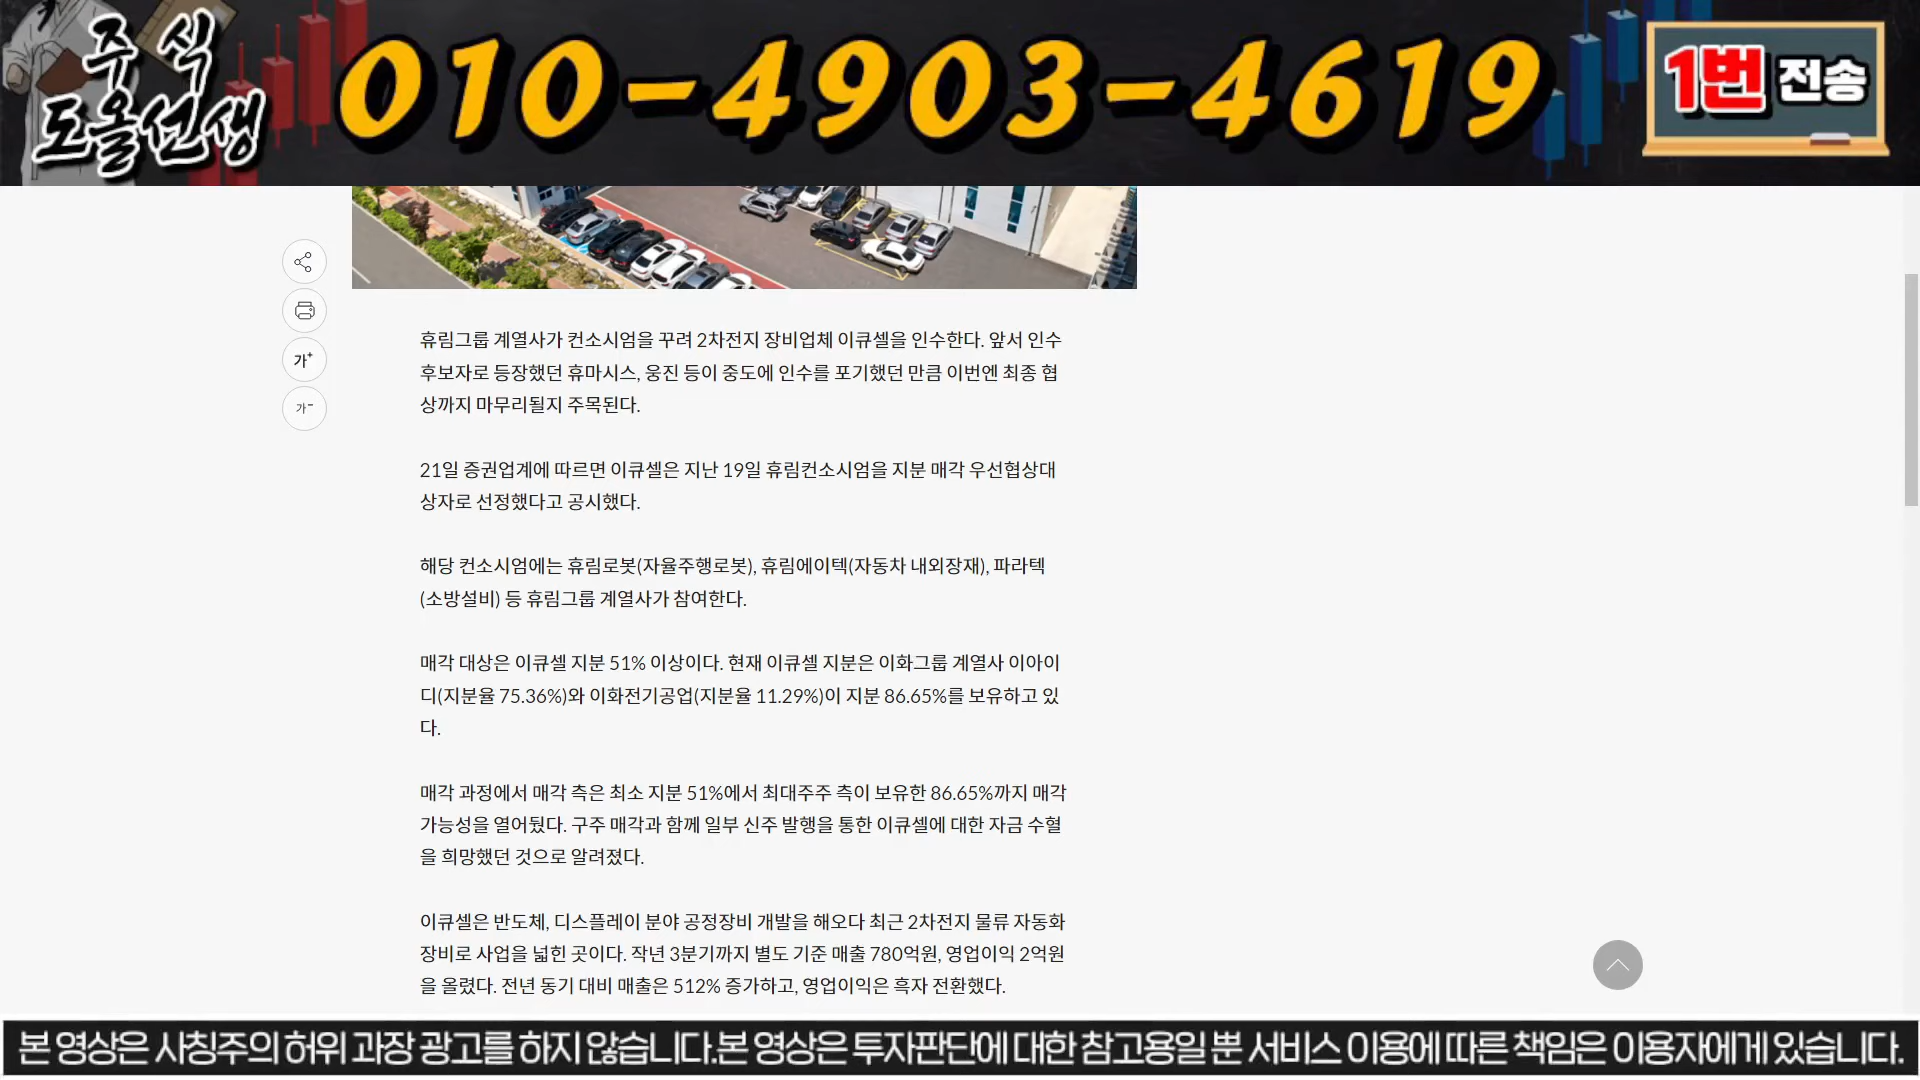 주식
도올선생
010-4903-4619
1번 전송
가+
가-
휴림그룹 계열사가 컨소시엄을 꾸려 2차전지 장비업체 이큐셀을 인수한다. 앞서 인수
후보자로 등장했던 휴마시스, 웅진 등이 중도에 인수를 포기했던 만큼 이번엔 최종 협
상까지 마무리될지 주목된다.
21일 증권업계에 따르면 이큐셀은 지난 19일 휴림컨소시엄을 지분 매각 우선협상대
상자로 선정했다고 공시했다.
해당 컨소시엄에는 휴림로봇(자율주행로봇), 휴림에이텍(자동차 내외장재), 파라텍
(소방설비) 등 휴림그룹 계열사가 참여한다.
매각 대상은 이큐셀 지분 51% 이상이다. 현재 이큐셀 지분은 이화그룹 계열사 이아이
디(지분율 75.36%)와 이화전기공업(지분율 11.29%)이 지분 86.65%를 보유하고 있
다.
매각 과정에서 매각 측은 최소 지분 51%에서 최대주주 측이 보유한 86.65%까지 매각
가능성을 열어뒀다. 구주 매각과 함께 일부 신주 발행을 통한 이큐셀에 대한 자금 수혈
을 희망했던 것으로 알려졌다.
이큐셀은 반도체, 디스플레이 분야 공정장비 개발을 해오다 최근 2차전지 물류 자동화
장비로 사업을 넓힌 곳이다. 작년 3분기까지 별도 기준 매출 780억원, 영업이익 2억원
을 올렸다. 전년 동기 대비 매출은 512% 증가하고, 영업이익은 흑자 전환했다.
본 영상은 사칭주의 허위 과장 광고를 하지 않습니다.본 영상은 투자판단에 대한 참고용일 뿐 서비스 이용에 따른 책임은 이용자에게 있습니다.